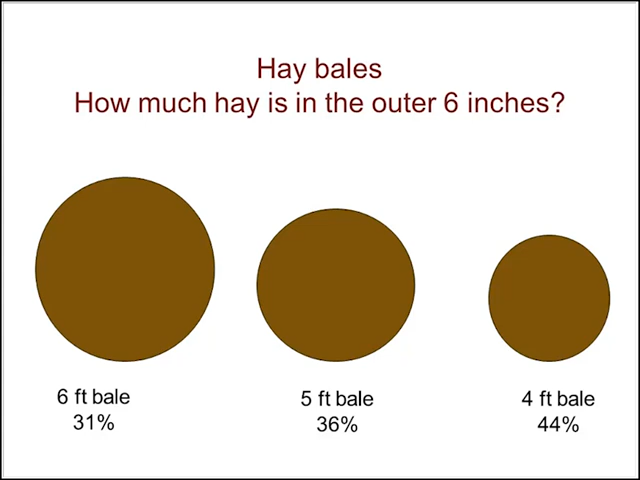 Hay bales
How much hay is in the outer 6 inches?
6 ft bale
31%
5 ft bale
36%
4 ft bale
44%